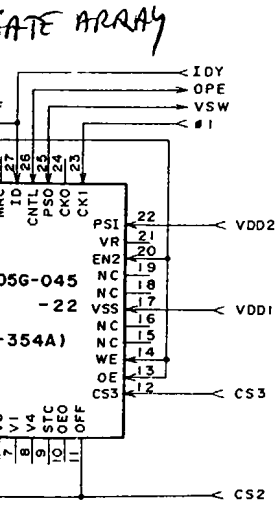 GATE ARRAY
IDY
OPE
VSW
27 26 25 24 23
ID CNTL PSO CKO CKI
PSI 22 VDD2
VR 21
EN2 20
NC 19
05G-045 NC 18
-22 VSS 17 VDD1
NC 16
-354A) NC 15
WE 14
OE 13
CS3 12 CS3
V1 V4 STC OEO OFF
7 8 9 10 11
CS2